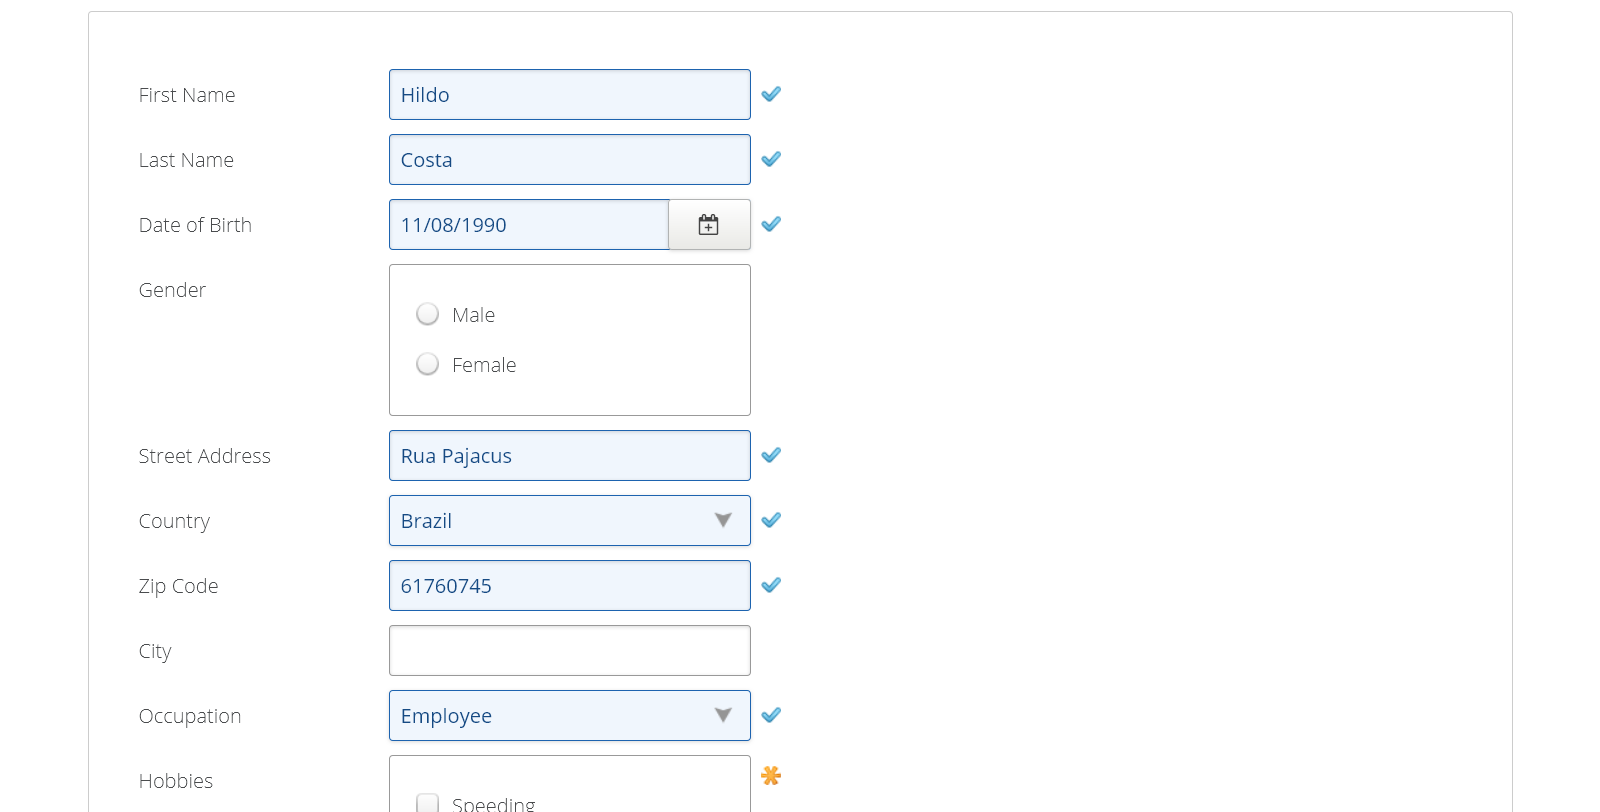 First Name
Hildo
Last Name
Costa
Date of Birth
11/08/1990
Gender
Male
Female
Street Address
Rua Pajacus
Country
Brazil
Zip Code
61760745
City
Occupation
Employee
Hobbies
Speeding